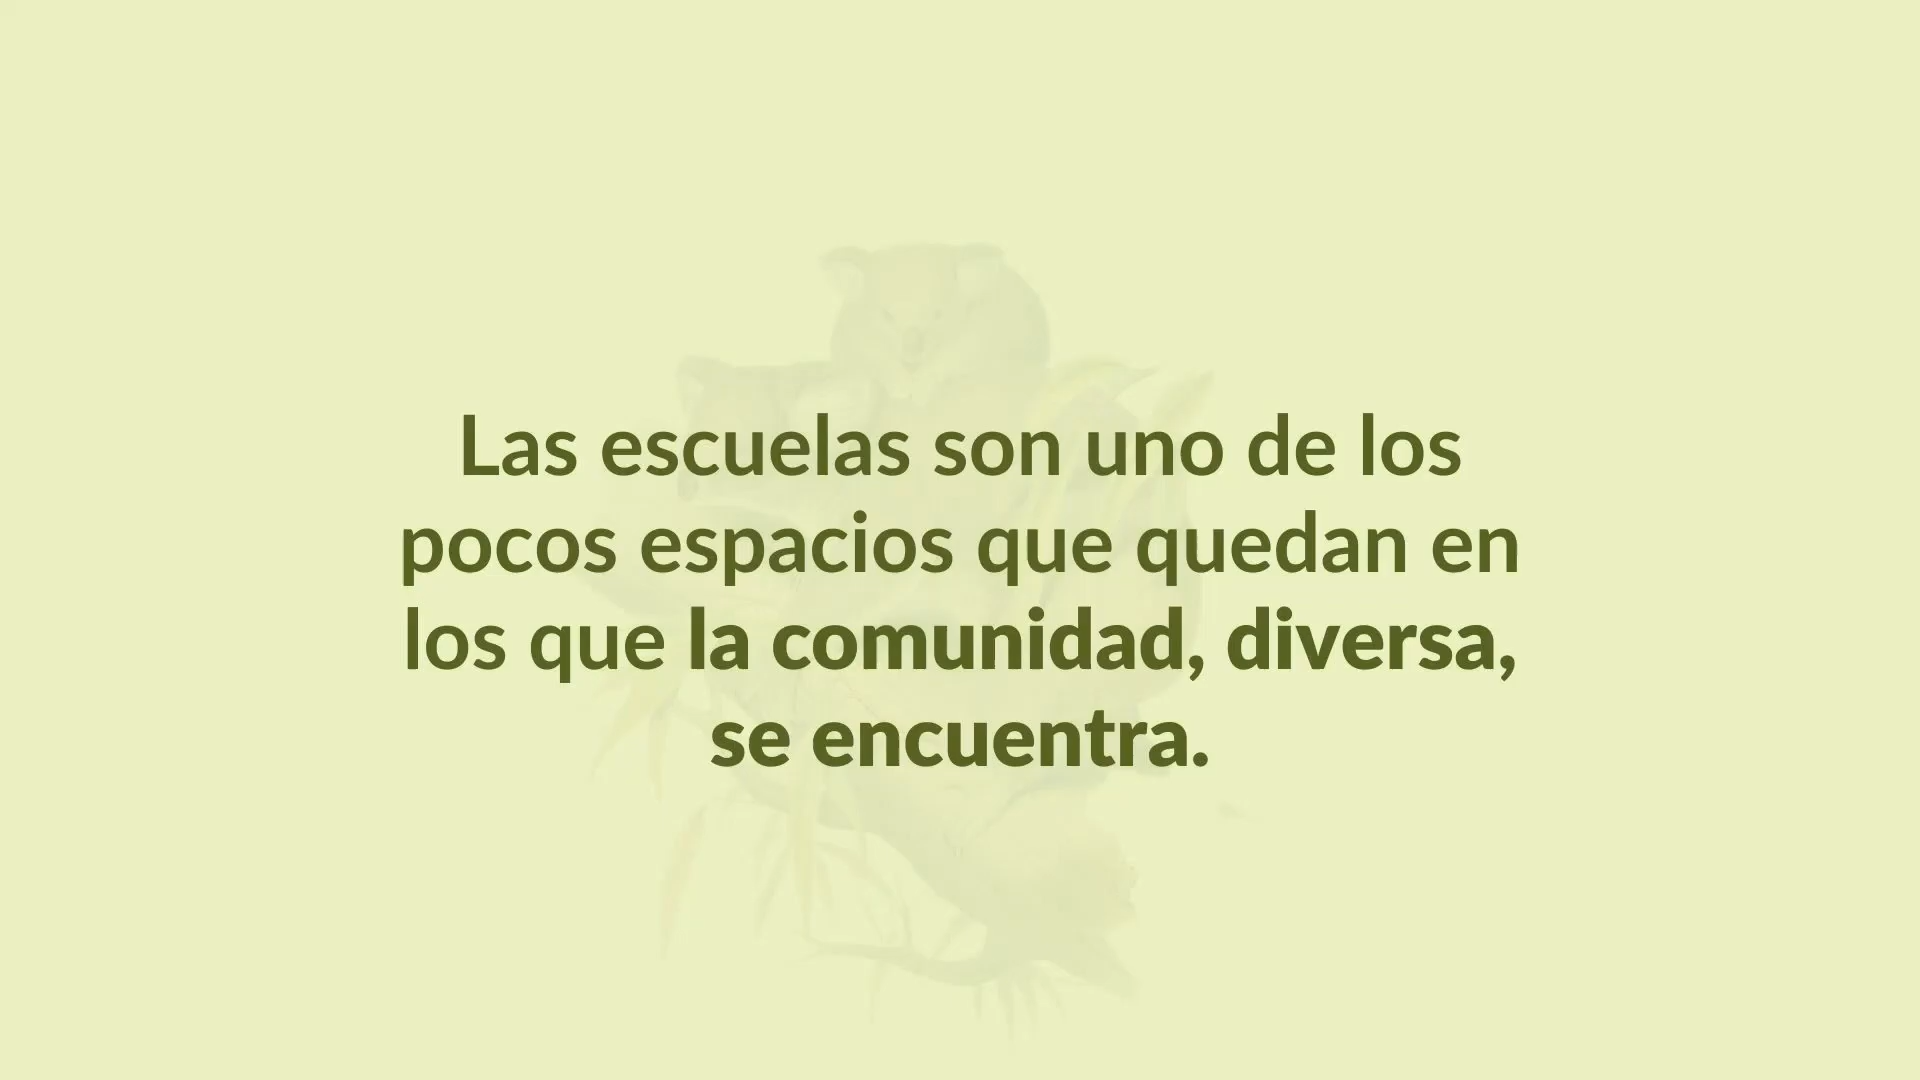 Las escuelas son uno de los
pocos espacios que quedan en
los que la comunidad, diversa,
se encuentra.